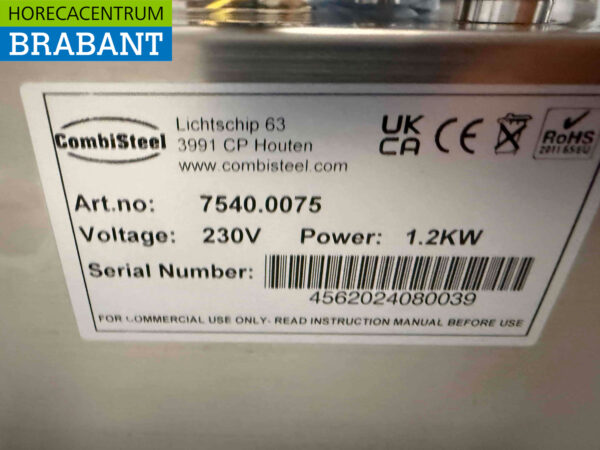 HORECACENTRUM
BRABANT
CombiSteel
Lichtschip 63
3991 CP Houten
www.combisteel.com
UK
CA
CE
RoHS
2011/65/EU
Art.no: 7540.0075
Voltage: 230V Power: 1.2KW
Serial Number:
4562024080039
FOR COMMERCIAL USE ONLY- READ INSTRUCTION MANUAL BEFORE USE